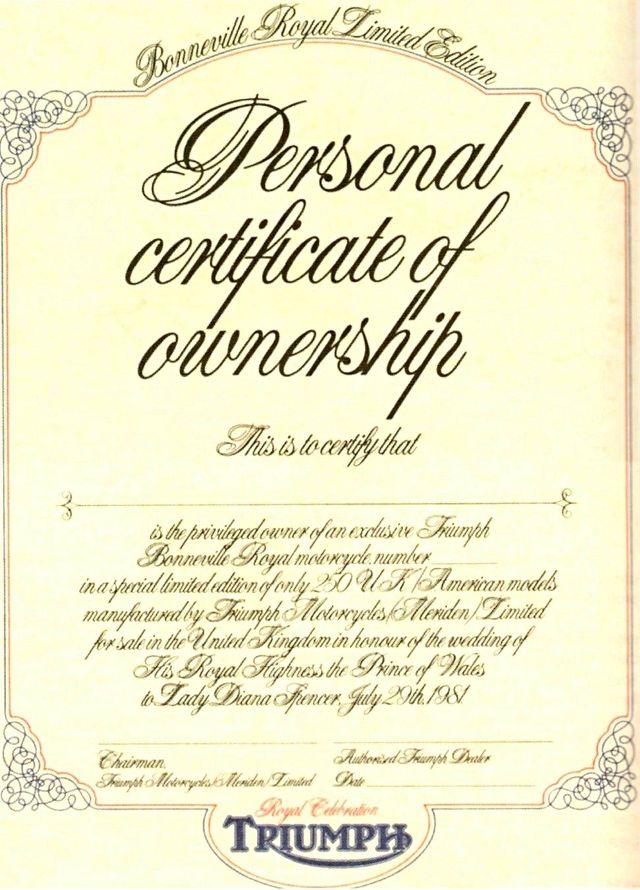 Bonneville Royal Limited Edition
Personal
certificate of
ownership
This is to certify that
is the privileged owner of an exclusive Triumph
Bonneville Royal motorcycle, number
in a special limited edition of only 250 UK/American models
manufactured by Triumph Motorcycles (Meriden) Limited
for sale in the United Kingdom in honour of the wedding of
His Royal Highness the Prince of Wales
to Lady Diana Spencer, July 29th, 1981
Chairman,
Triumph Motorcycles (Meriden) Limited
Authorised Triumph Dealer
Date
Royal Celebration
TRIUMPH